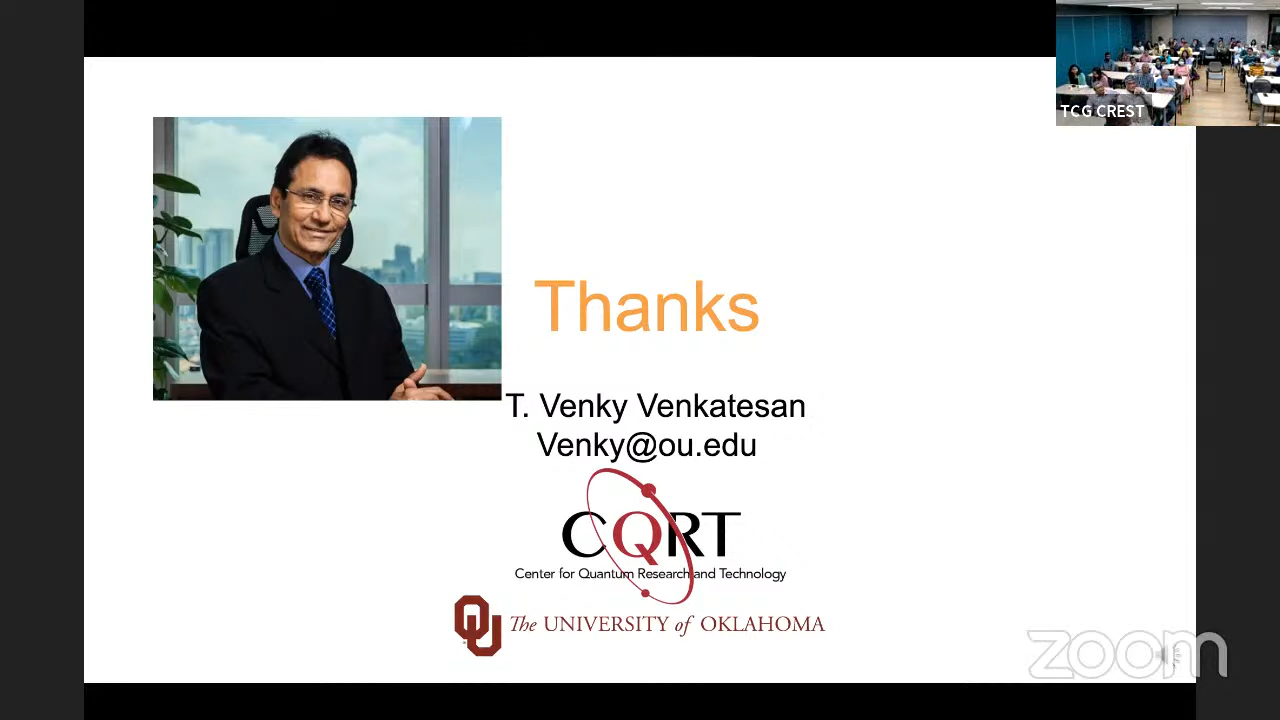 TCG CREST
Thanks
T. Venky Venkatesan
Venky@ou.edu
CQRT
Center for Quantum Research and Technology
OU The UNIVERSITY of OKLAHOMA
zoom